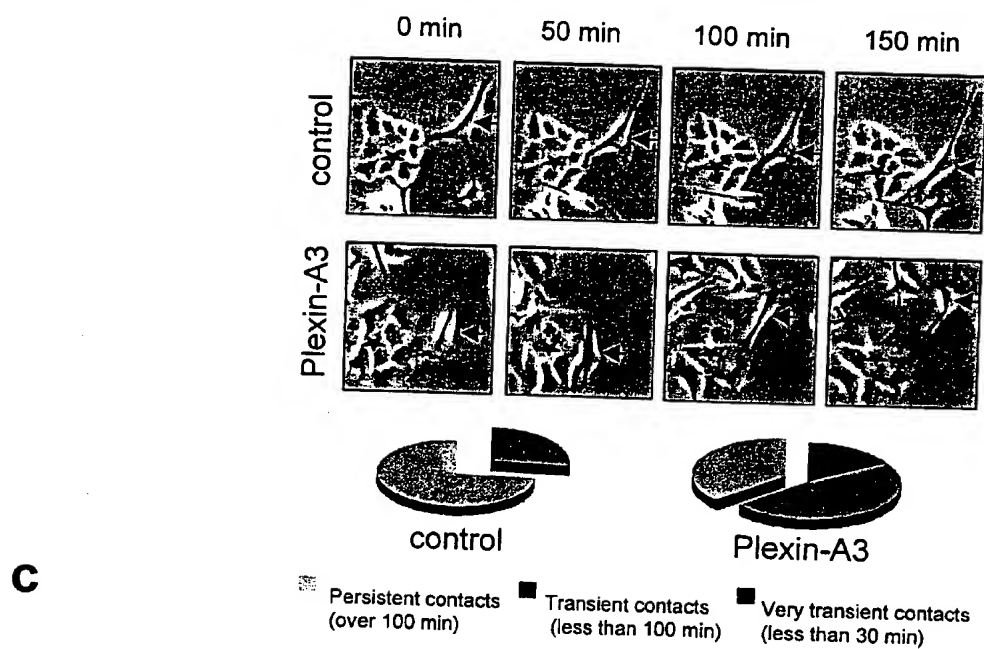 0 min 50 min 100 min 150 min
control
Plexin-A3
control Plexin-A3
C
Persistent contacts Transient contacts Very transient contacts
(over 100 min) (less than 100 min) (less than 30 min)